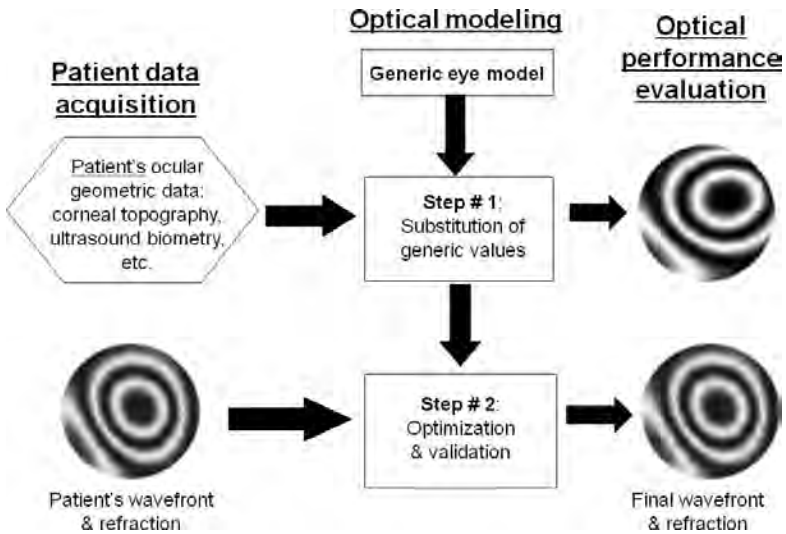 Patient data
acquisition
Optical modeling
Optical
performance
evaluation
Generic eye model
Patient's ocular
geometric data:
corneal topography,
ultrasound biometry,
etc.
Step # 1:
Substitution of
generic values
Step # 2:
Optimization
& validation
Patient's wavefront
& refraction
Final wavefront
& refraction